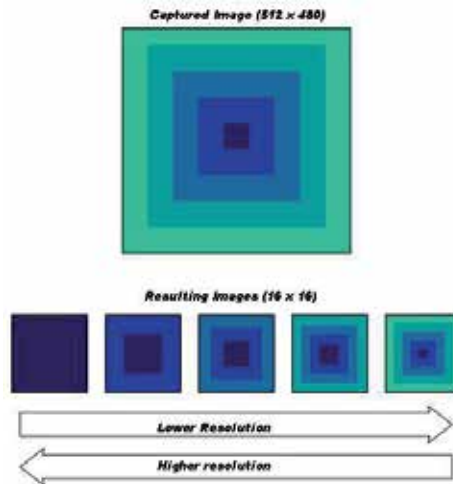 Captured Image (512 x 480)
Resulting Images (16 x 16)
Lower Resolution
Higher resolution